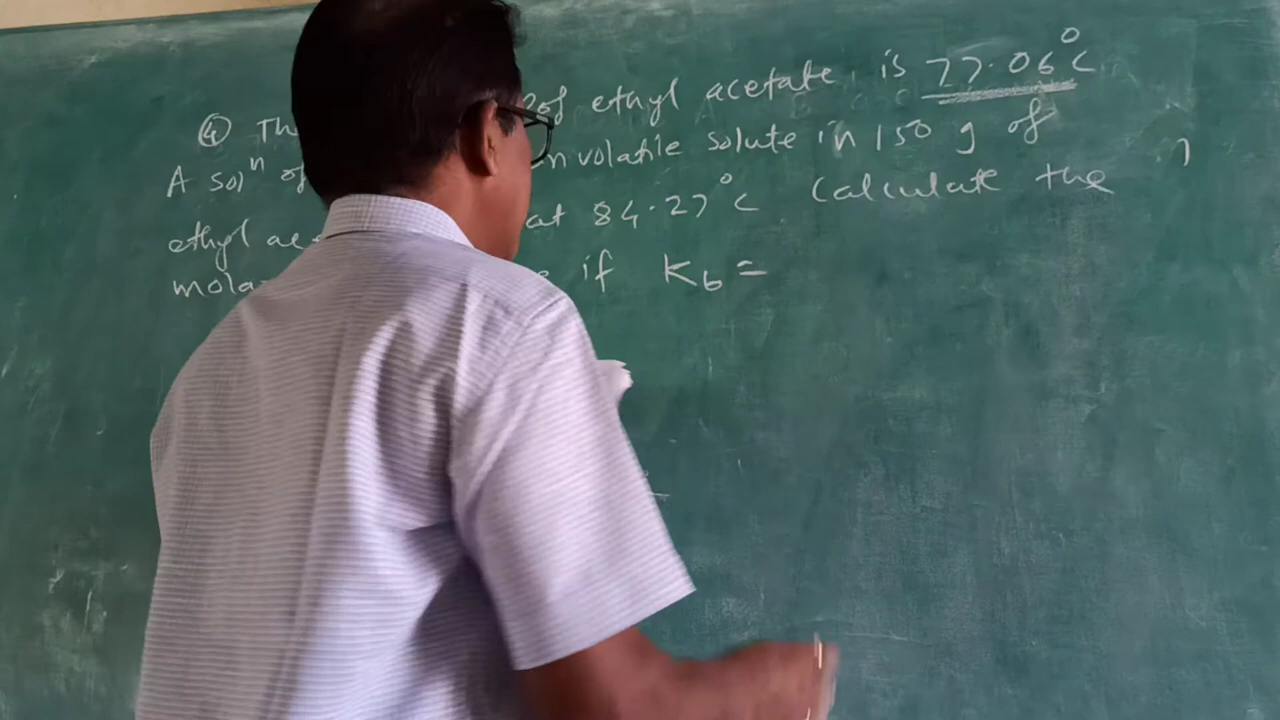 ④ Th of ethyl acetate is 77.06°C
A solⁿ of nvolatile solute in 150 g of
ethyl ac at 84.27°C. Calculate the
mola e if Kb =